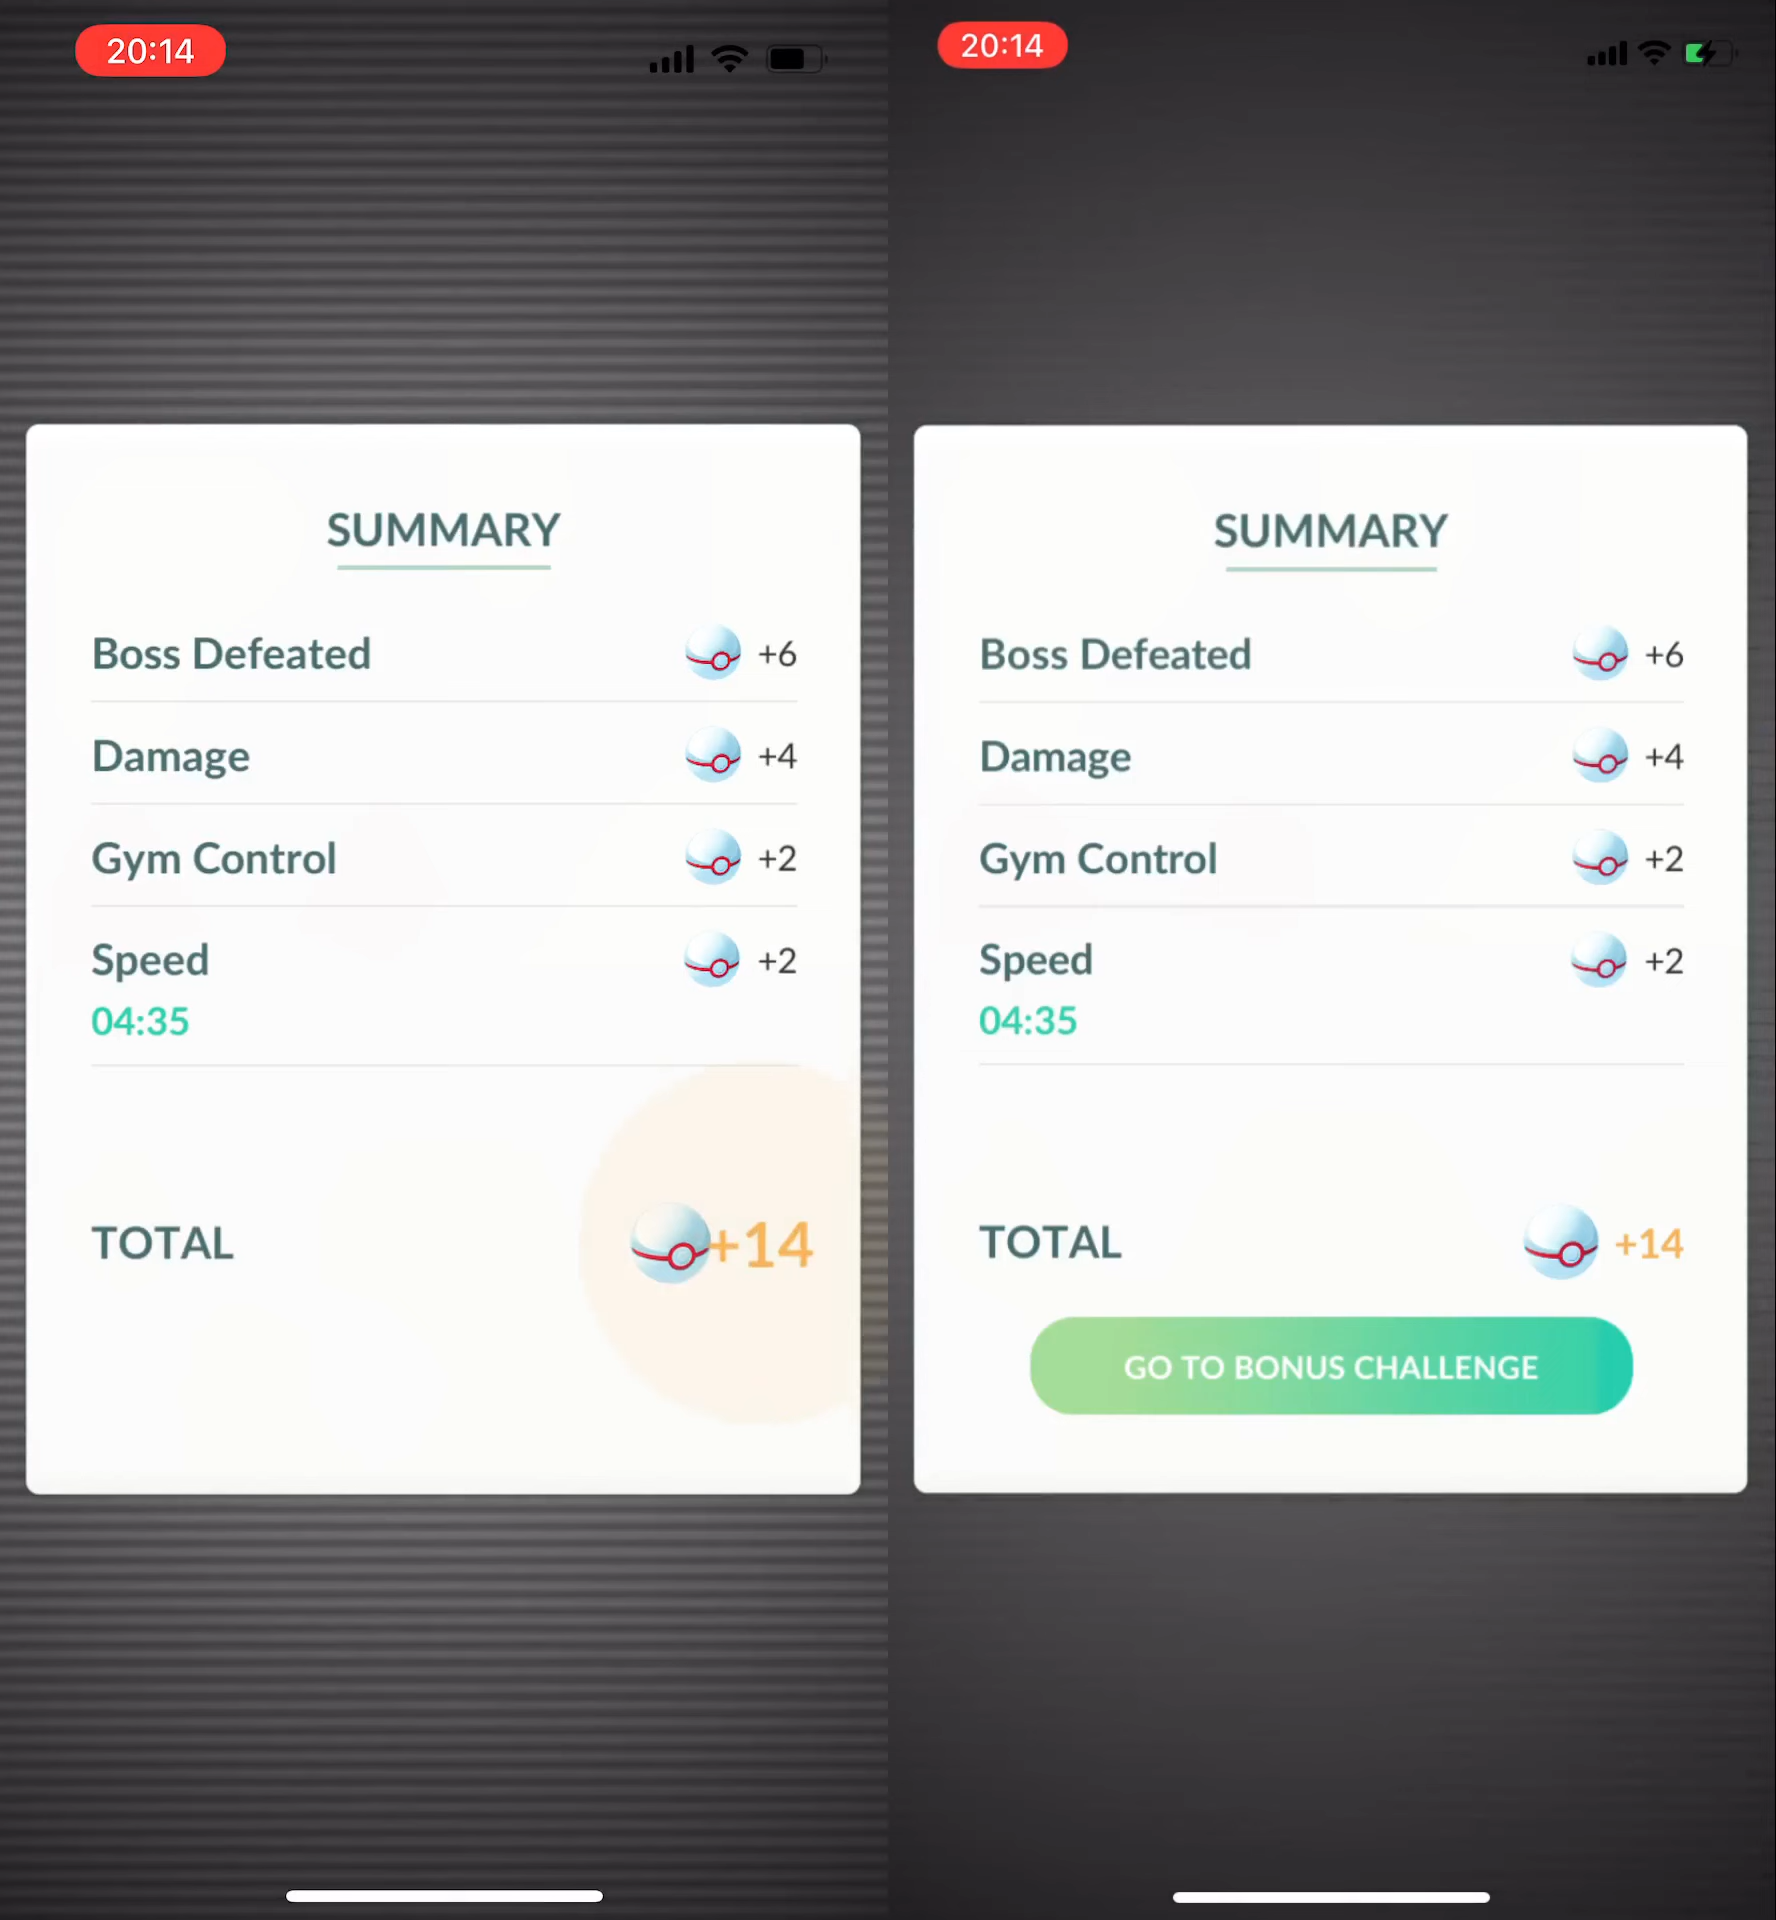 20:14
SUMMARY
Boss Defeated +6
Damage +4
Gym Control +2
Speed +2
04:35
TOTAL +14
20:14
SUMMARY
Boss Defeated +6
Damage +4
Gym Control +2
Speed +2
04:35
TOTAL +14
GO TO BONUS CHALLENGE